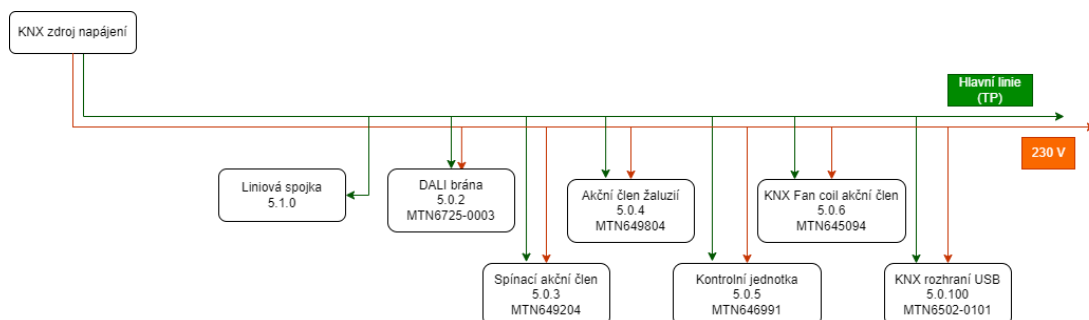 KNX zdroj napájení
Hlavní linie
(TP)
230 V
Liniová spojka
5.1.0
DALI brána
5.0.2
MTN6725-0003
Akční člen žaluzií
5.0.4
MTN649804
KNX Fan coil akční člen
5.0.6
MTN645094
Spínací akční člen
5.0.3
MTN649204
Kontrolní jednotka
5.0.5
MTN646991
KNX rozhraní USB
5.0.100
MTN6502-0101